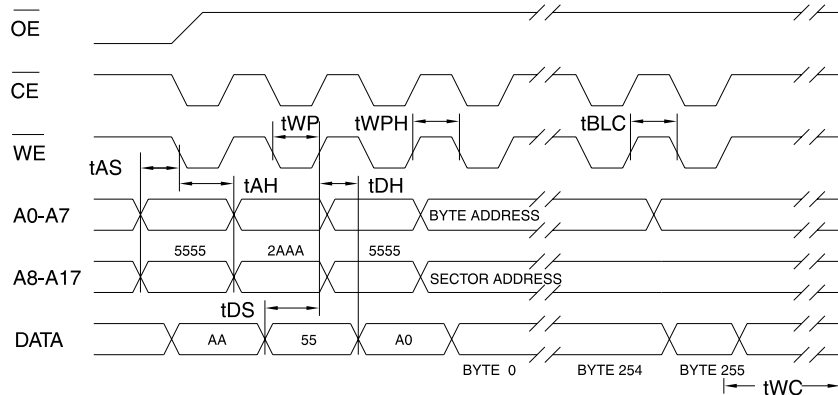 OE
CE
tWP tWPH tBLC
WE
tAS
tAH tDH
A0-A7 BYTE ADDRESS
5555 2AAA 5555
A8-A17 SECTOR ADDRESS
tDS
DATA AA 55 A0
BYTE 0 BYTE 254 BYTE 255
tWC